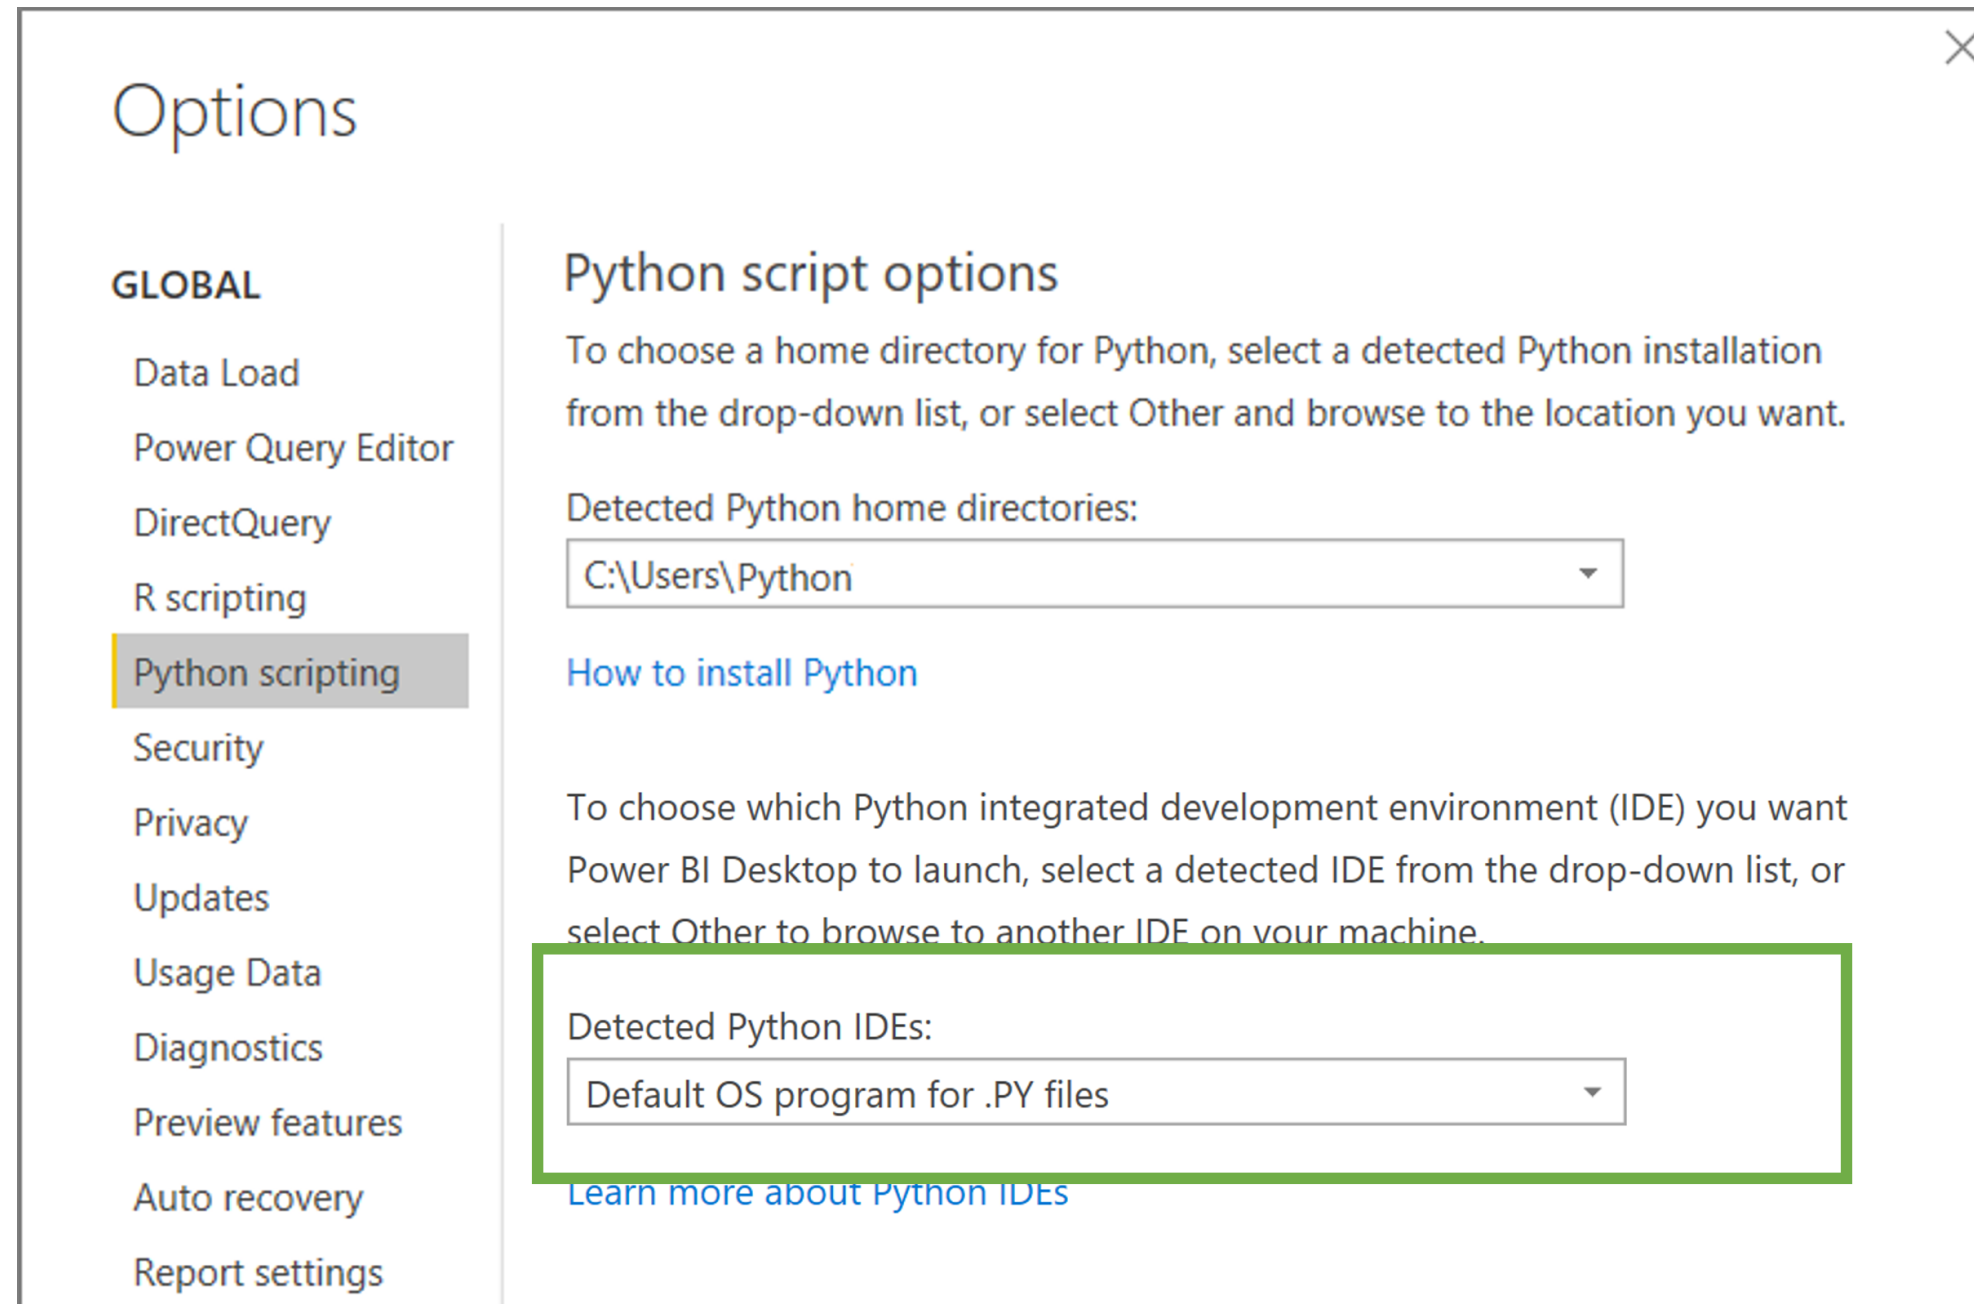 Options
GLOBAL
Data Load
Power Query Editor
DirectQuery
R scripting
Python scripting
Security
Privacy
Updates
Usage Data
Diagnostics
Preview features
Auto recovery
Report settings
Python script options
To choose a home directory for Python, select a detected Python installation
from the drop-down list, or select Other and browse to the location you want.
Detected Python home directories:
C:\Users\Python
How to install Python
To choose which Python integrated development environment (IDE) you want
Power BI Desktop to launch, select a detected IDE from the drop-down list, or
select Other to browse to another IDE on your machine.
Detected Python IDEs:
Default OS program for .PY files
Learn more about Python IDEs